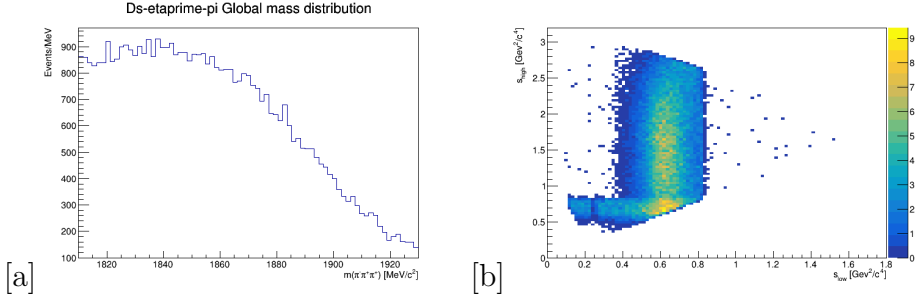 Ds-etaprime-pi Global mass distribution
Events/MeV
900
800
700
600
500
400
300
200
100
1820 1840 1860 1880 1900 1920
m(π⁻π⁺π⁺) [MeV/c²]
[a]
s_high [Gev²/c⁴]
3
2.5
2
1.5
1
0.5
0
0 0.2 0.4 0.6 0.8 1 1.2 1.4 1.6 1.8
s_low [Gev²/c⁴]
9
8
7
6
5
4
3
2
1
0
[b]